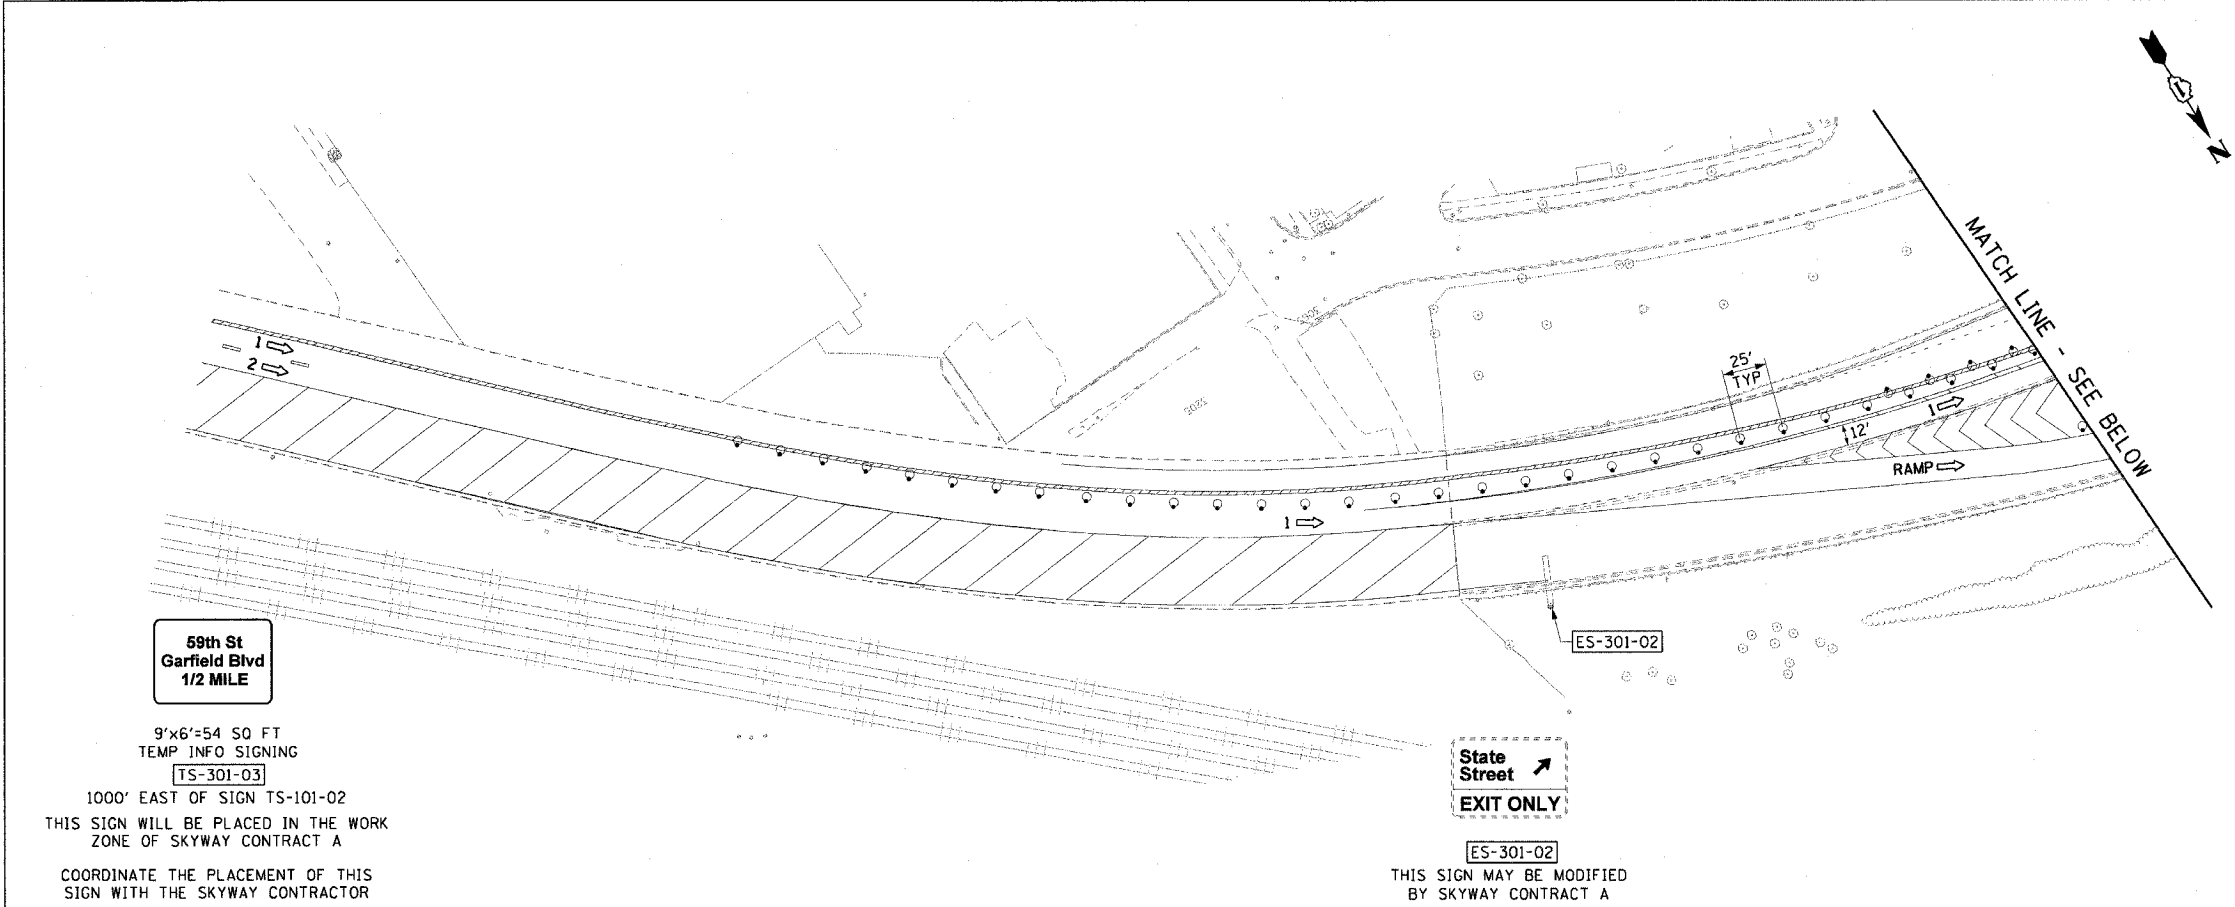 N
MATCH LINE - SEE BELOW
25'
TYP
1
2
1
1
12'
RAMP
ES-301-02
59th St
Garfield Blvd
1/2 MILE
9'x6'=54 SQ FT
TEMP INFO SIGNING
TS-301-03
1000' EAST OF SIGN TS-101-02
THIS SIGN WILL BE PLACED IN THE WORK
ZONE OF SKYWAY CONTRACT A
COORDINATE THE PLACEMENT OF THIS
SIGN WITH THE SKYWAY CONTRACTOR
State
Street
EXIT ONLY
ES-301-02
THIS SIGN MAY BE MODIFIED
BY SKYWAY CONTRACT A